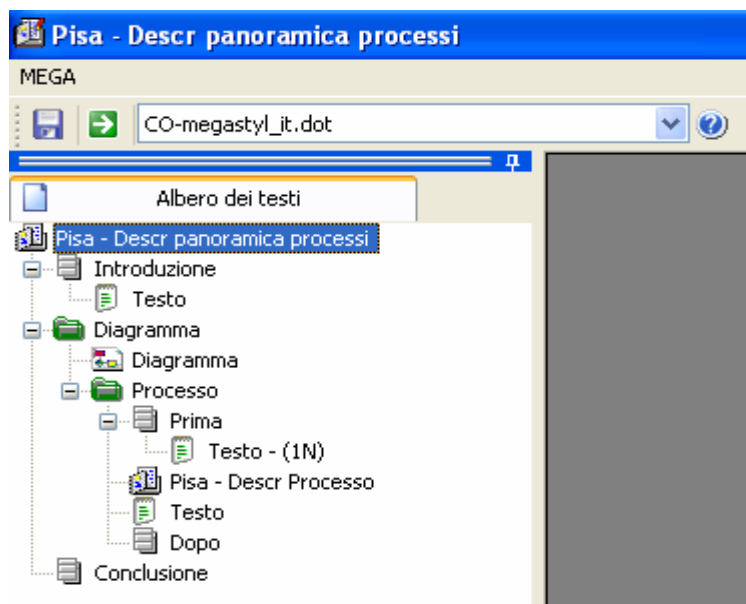 Pisa - Descr panoramica processi
MEGA
CO-megastyl_it.dot
Albero dei testi
Pisa - Descr panoramica processi
Introduzione
Testo
Diagramma
Diagramma
Processo
Prima
Testo - (1N)
Pisa - Descr Processo
Testo
Dopo
Conclusione